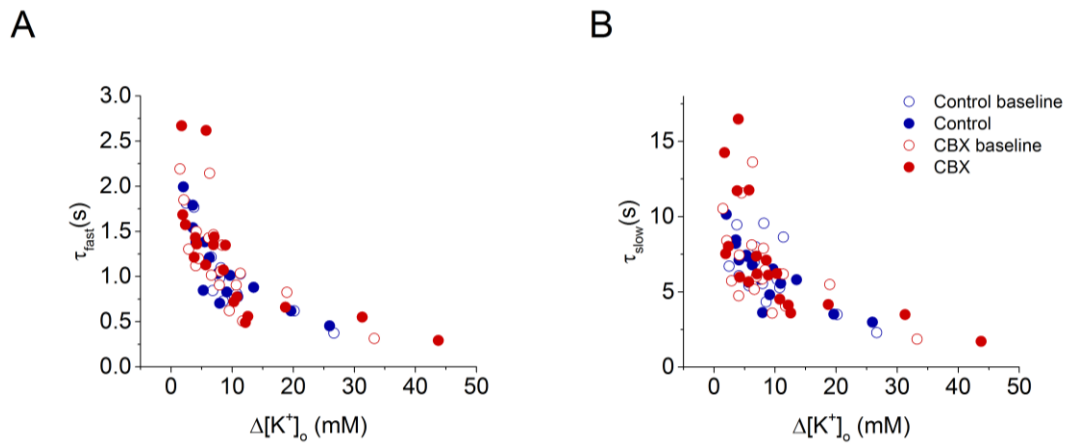 A
3.0
2.5
2.0
1.5
1.0
0.5
0.0
τfast(s)
0 10 20 30 40 50
Δ[K⁺]ₒ (mM)
B
15
10
5
0
τslow(s)
0 10 20 30 40 50
Δ[K⁺]ₒ (mM)
Control baseline
Control
CBX baseline
CBX